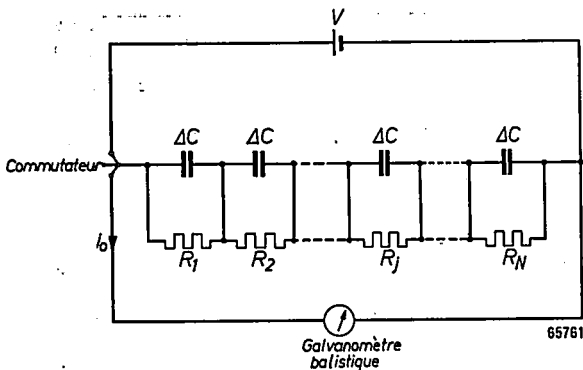 V
ΔC ΔC ΔC ΔC
Commutateur
I₀
R₁ R₂ Rⱼ R_N
65761
Galvanomètre
balistique